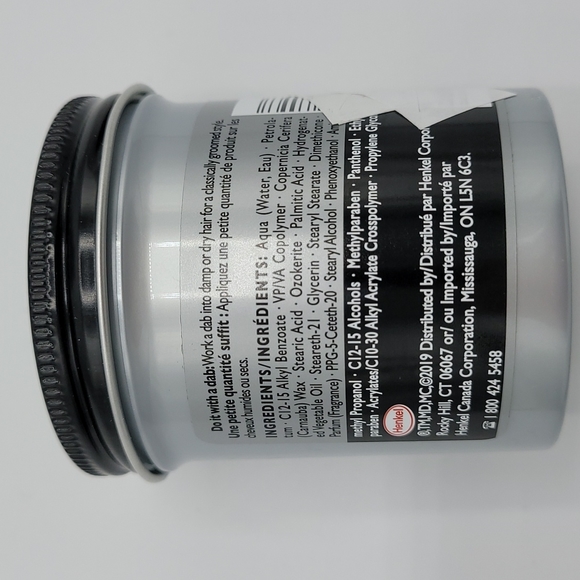 Do it with a dab: Work a dab into damp or dry hair for a classically groomed style.
Une petite quantité suffit : Appliquez une petite quantité de produit sur les
cheveux humides ou secs.
INGREDIENTS/INGRÉDIENTS: Aqua (Water, Eau) · Petrola-
tum · C12-15 Alkyl Benzoate · VP/VA Copolymer · Copernicia Cerifera
(Carnauba) Wax · Stearic Acid · Ozokerite · Palmitic Acid · Hydrogenat-
ed Vegetable Oil · Steareth-21 · Glycerin · Stearyl Stearate · Dimethicone
Parfum (Fragrance) · PPG-5-Ceteth-20 · Stearyl Alcohol · Phenoxyethanol ·
methyl Propanol · C12-15 Alcohols · Methylparaben · Panthenol ·
paraben · Acrylates/C10-30 Alkyl Acrylate Crosspolymer · Propylene Glyco
Henkel
®,TM,MD,MC,©2019 Distributed by/ Distribué par Henkel Corpor
Rocky Hill, CT 06067 or/ ou Imported by/Importé par
Henkel Canada Corporation, Mississauga, ON L5N 6C3.
☎ 1 800 424 5458